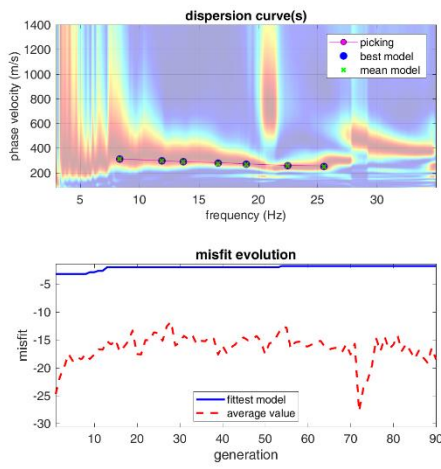 dispersion curve(s)
1400
1200
1000
800
600
400
200
phase velocity (m/s)
picking
best model
mean model
5
10
15
20
25
30
frequency (Hz)
misfit evolution
-5
-10
-15
-20
-25
-30
misfit
fittest model
average value
10
20
30
40
50
60
70
80
90
generation